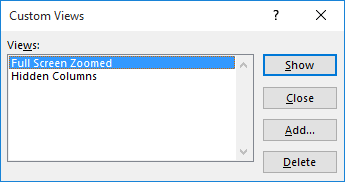 Custom Views
?
Views:
Full Screen Zoomed
Hidden Columns
Show
Close
Add...
Delete